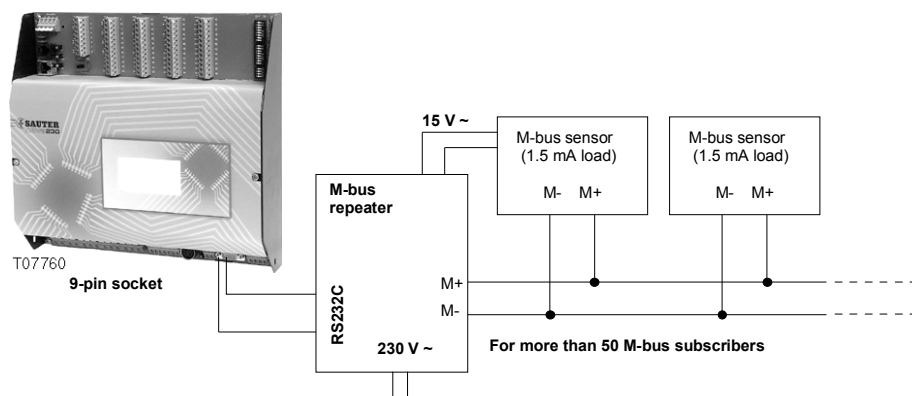 SAUTER
T07760
9-pin socket
15 V ~
M-bus
repeater
RS232C
230 V ~
M+
M-
M-bus sensor
(1.5 mA load)
M- M+
M-bus sensor
(1.5 mA load)
M- M+
For more than 50 M-bus subscribers